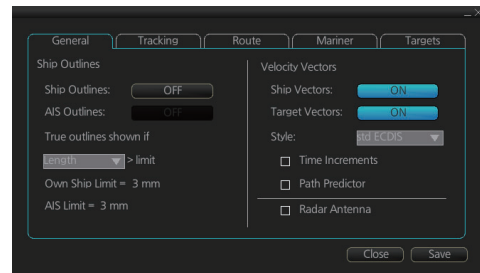 General
Tracking
Route
Mariner
Targets
Ship Outlines
Ship Outlines: OFF
AIS Outlines: OFF
True outlines shown if
Length > limit
Own Ship Limit = 3 mm
AIS Limit = 3 mm
Velocity Vectors
Ship Vectors: ON
Target Vectors: ON
Style: std ECDIS
Time Increments
Path Predictor
Radar Antenna
Close
Save